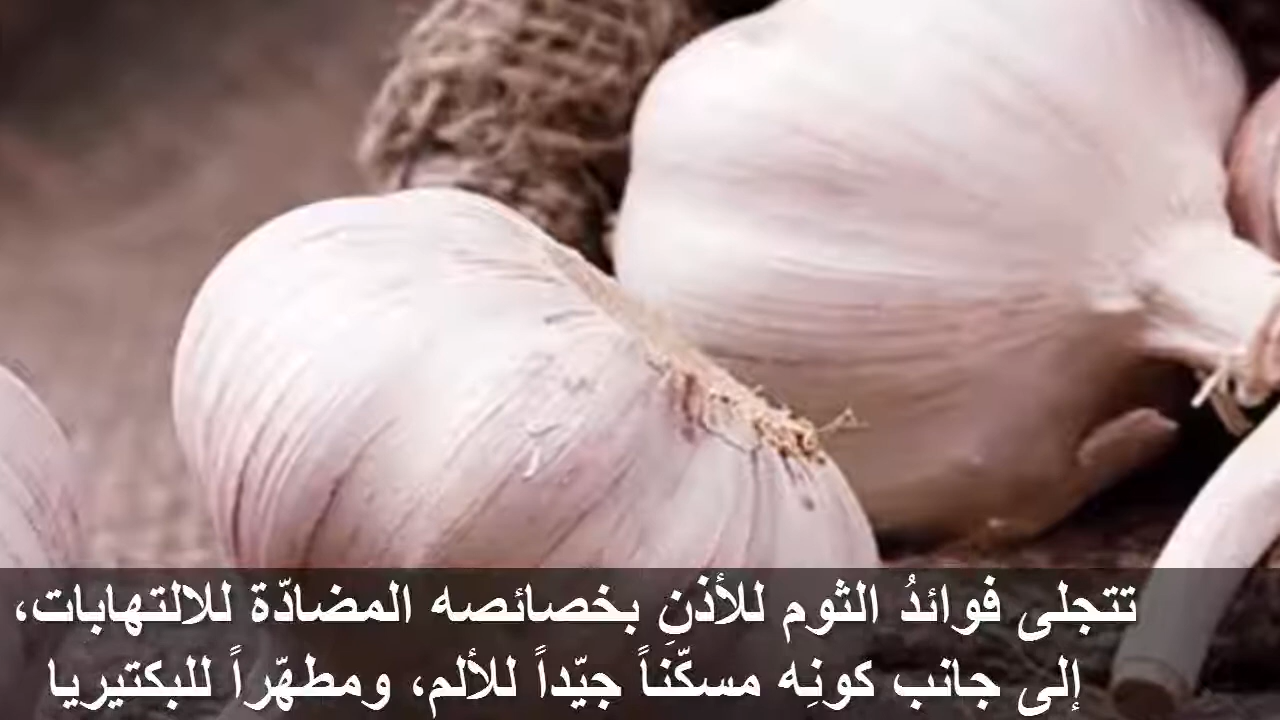 تتجلى فوائدُ الثوم للأذنِ بخصائصه المضادّة للالتهابات،
إلى جانب كونِه مسكّناً جيّداً للألم، ومطهّراً للبكتيريا